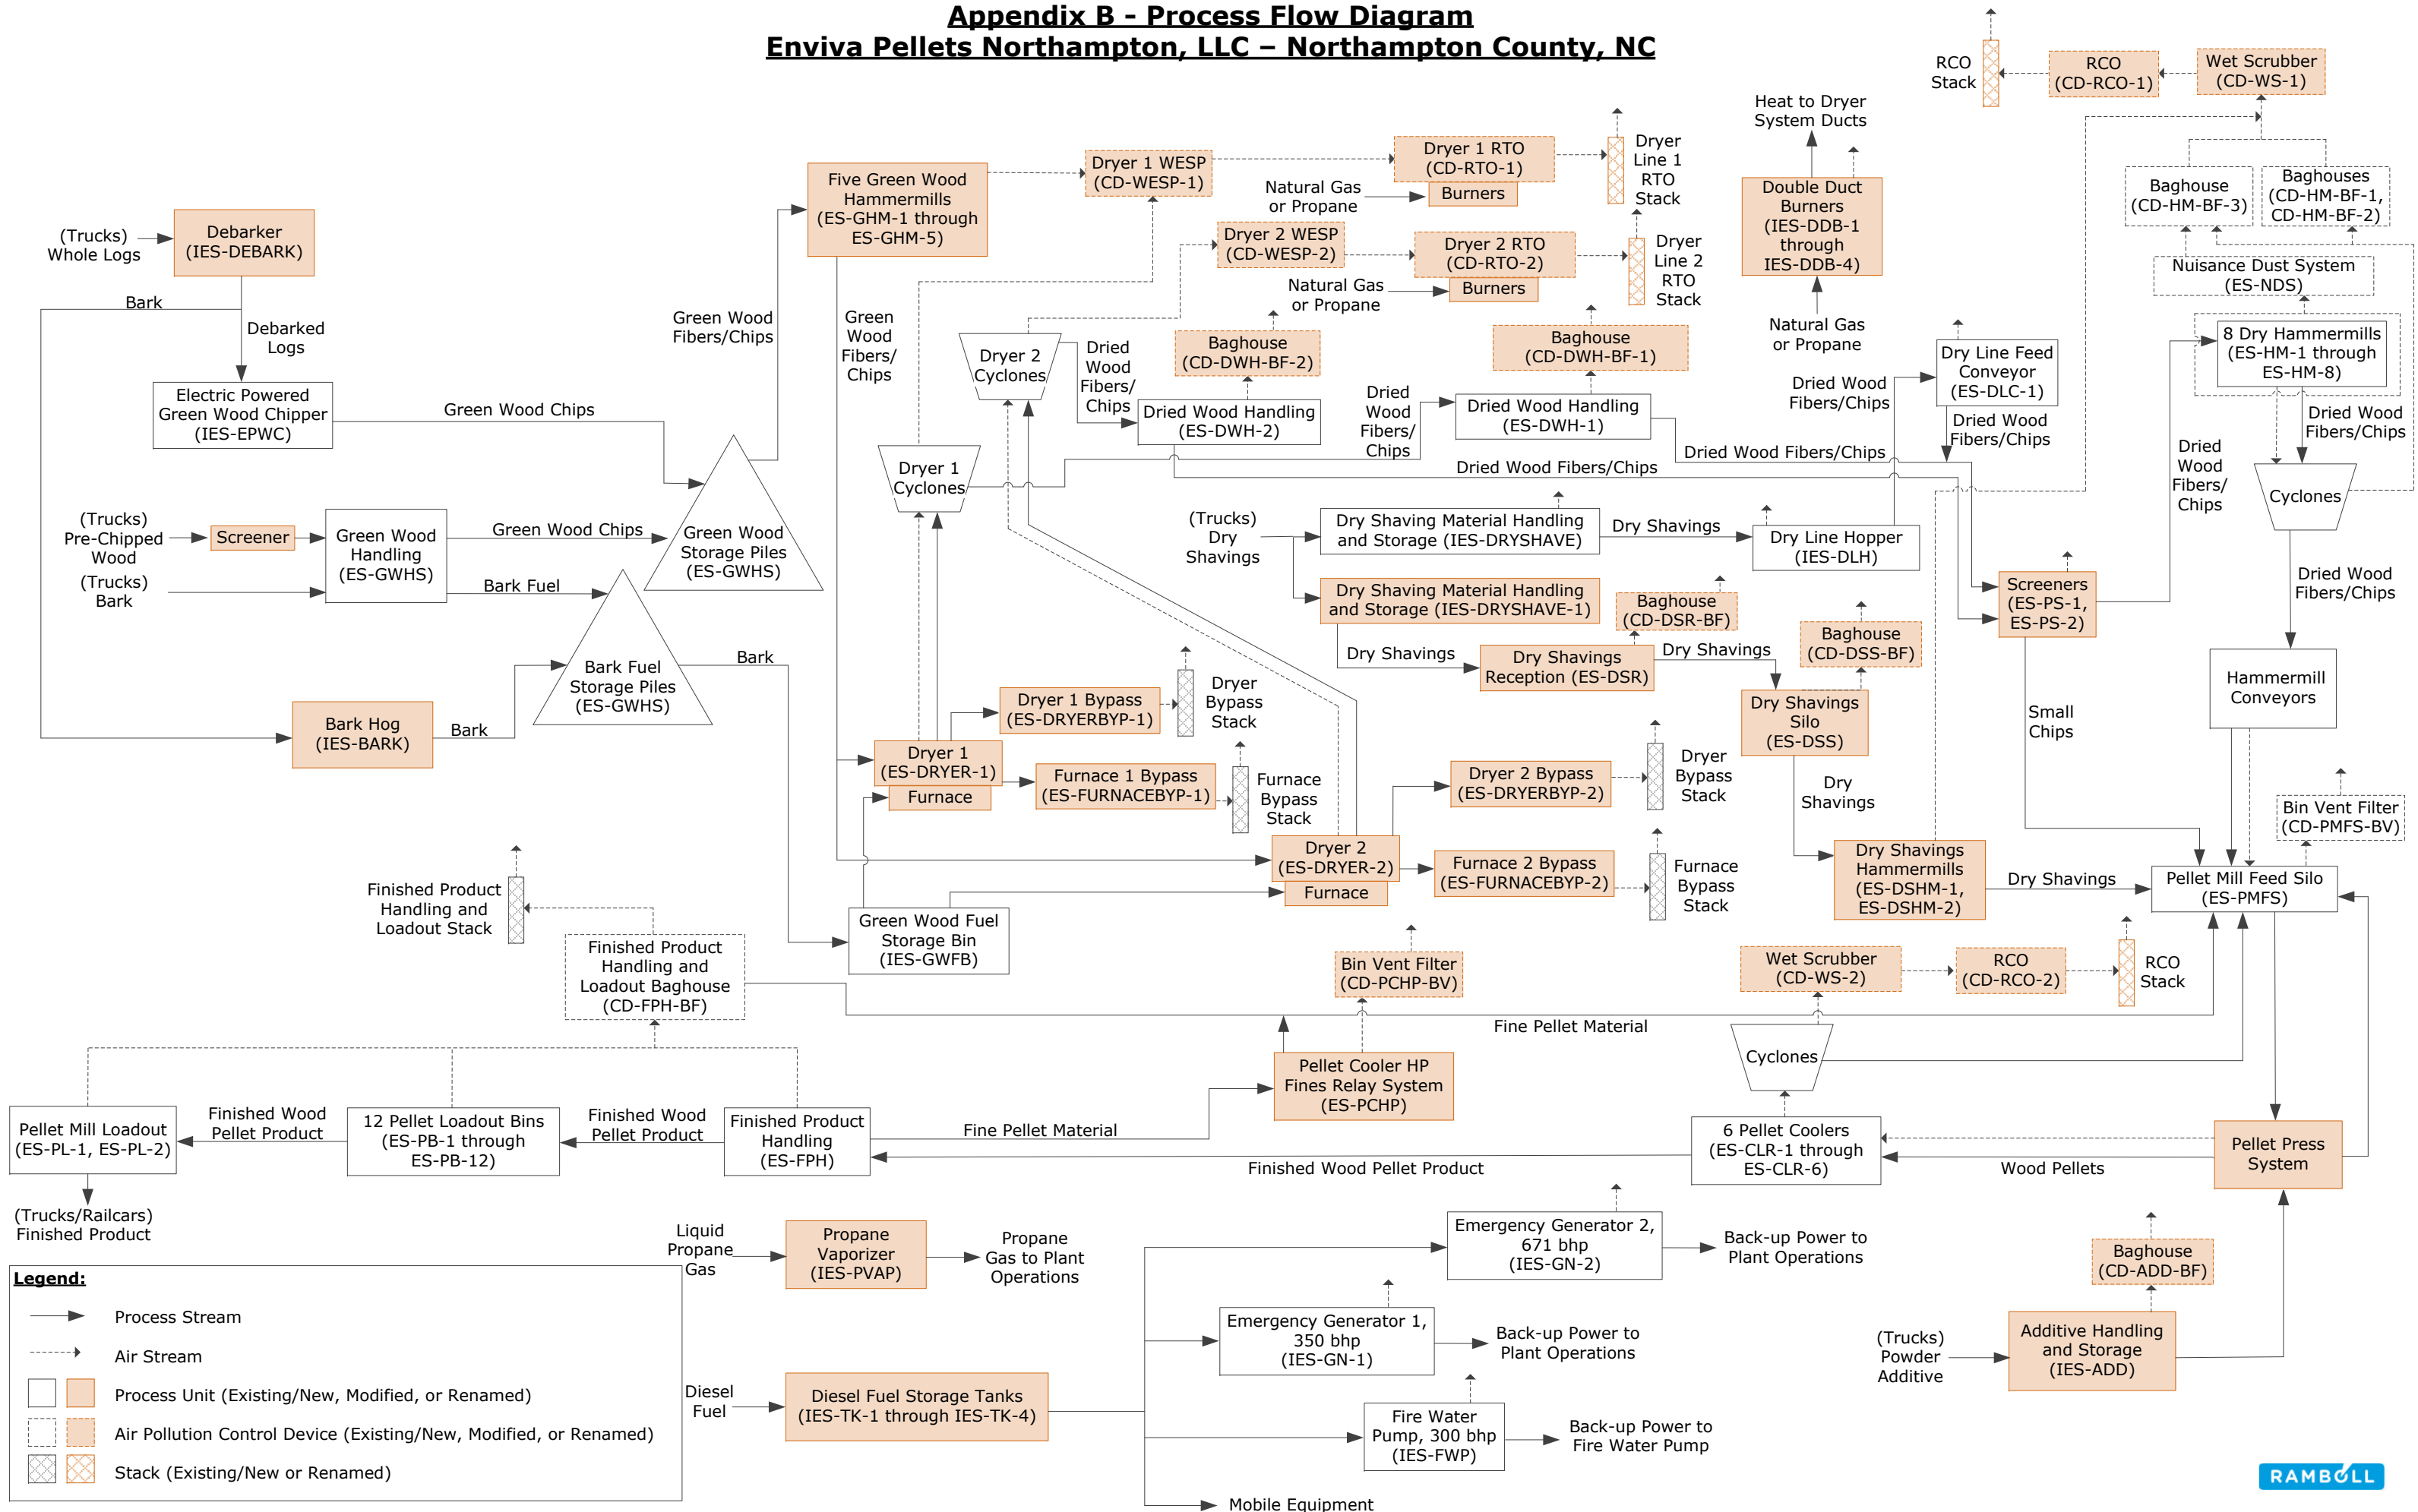 Appendix B - Process Flow Diagram
Enviva Pellets Northampton, LLC – Northampton County, NC
RCO
Stack
RCO
(CD-RCO-1)
Wet Scrubber
(CD-WS-1)
Heat to Dryer
System Ducts
Five Green Wood
Hammermills
(ES-GHM-1 through
ES-GHM-5)
Dryer 1 WESP
(CD-WESP-1)
Dryer 1 RTO
(CD-RTO-1)
Natural Gas
or Propane
Burners
Dryer
Line 1
RTO
Stack
Double Duct
Burners
(IES-DDB-1
through
IES-DDB-4)
Baghouse
(CD-HM-BF-3)
Baghouses
(CD-HM-BF-1,
CD-HM-BF-2)
(Trucks)
Whole Logs
Debarker
(IES-DEBARK)
Dryer 2 WESP
(CD-WESP-2)
Dryer 2 RTO
(CD-RTO-2)
Natural Gas
or Propane
Burners
Dryer
Line 2
RTO
Stack
Nuisance Dust System
(ES-NDS)
Bark
Debarked
Logs
Green Wood
Fibers/Chips
Green
Wood
Fibers/
Chips
Natural Gas
or Propane
Dryer 2
Cyclones
Dried
Wood
Fibers/
Chips
Baghouse
(CD-DWH-BF-2)
Baghouse
(CD-DWH-BF-1)
Dry Line Feed
Conveyor
(ES-DLC-1)
8 Dry Hammermills
(ES-HM-1 through
ES-HM-8)
Electric Powered
Green Wood Chipper
(IES-EPWC)
Green Wood Chips
Dried Wood Handling
(ES-DWH-2)
Dried
Wood
Fibers/
Chips
Dried Wood Handling
(ES-DWH-1)
Dried Wood
Fibers/Chips
Dried Wood
Fibers/Chips
Dried Wood
Fibers/Chips
Dried
Wood
Fibers/
Chips
Dryer 1
Cyclones
Dried Wood Fibers/Chips
Dried Wood Fibers/Chips
Cyclones
(Trucks)
Pre-Chipped
Wood
Screener
Green Wood
Handling
(ES-GWHS)
Green Wood Chips
Green Wood
Storage Piles
(ES-GWHS)
(Trucks)
Dry
Shavings
Dry Shaving Material Handling
and Storage (IES-DRYSHAVE)
Dry Shavings
Dry Line Hopper
(IES-DLH)
(Trucks)
Bark
Bark Fuel
Dry Shaving Material Handling
and Storage (IES-DRYSHAVE-1)
Baghouse
(CD-DSR-BF)
Screeners
(ES-PS-1,
ES-PS-2)
Dried Wood
Fibers/Chips
Baghouse
(CD-DSS-BF)
Bark Fuel
Storage Piles
(ES-GWHS)
Bark
Dry Shavings
Dry Shavings
Reception (ES-DSR)
Dry Shavings
Hammermill
Conveyors
Bark Hog
(IES-BARK)
Bark
Dryer 1 Bypass
(ES-DRYERBYP-1)
Dryer
Bypass
Stack
Dry Shavings
Silo
(ES-DSS)
Small
Chips
Dryer 1
(ES-DRYER-1)
Furnace
Furnace 1 Bypass
(ES-FURNACEBYP-1)
Furnace
Bypass
Stack
Dryer 2 Bypass
(ES-DRYERBYP-2)
Dryer
Bypass
Stack
Dry
Shavings
Bin Vent Filter
(CD-PMFS-BV)
Dryer 2
(ES-DRYER-2)
Furnace
Furnace 2 Bypass
(ES-FURNACEBYP-2)
Furnace
Bypass
Stack
Dry Shavings
Hammermills
(ES-DSHM-1,
ES-DSHM-2)
Dry Shavings
Pellet Mill Feed Silo
(ES-PMFS)
Finished Product
Handling and
Loadout Stack
Green Wood Fuel
Storage Bin
(IES-GWFB)
Finished Product
Handling and
Loadout Baghouse
(CD-FPH-BF)
Bin Vent Filter
(CD-PCHP-BV)
Wet Scrubber
(CD-WS-2)
RCO
(CD-RCO-2)
RCO
Stack
Fine Pellet Material
Cyclones
Pellet Cooler HP
Fines Relay System
(ES-PCHP)
Pellet Mill Loadout
(ES-PL-1, ES-PL-2)
Finished Wood
Pellet Product
12 Pellet Loadout Bins
(ES-PB-1 through
ES-PB-12)
Finished Wood
Pellet Product
Finished Product
Handling
(ES-FPH)
Fine Pellet Material
Finished Wood Pellet Product
6 Pellet Coolers
(ES-CLR-1 through
ES-CLR-6)
Wood Pellets
Pellet Press
System
(Trucks/Railcars)
Finished Product
Liquid
Propane
Gas
Propane
Vaporizer
(IES-PVAP)
Propane
Gas to Plant
Operations
Emergency Generator 2,
671 bhp
(IES-GN-2)
Back-up Power to
Plant Operations
Baghouse
(CD-ADD-BF)
Emergency Generator 1,
350 bhp
(IES-GN-1)
Back-up Power to
Plant Operations
(Trucks)
Powder
Additive
Additive Handling
and Storage
(IES-ADD)
Diesel
Fuel
Diesel Fuel Storage Tanks
(IES-TK-1 through IES-TK-4)
Fire Water
Pump, 300 bhp
(IES-FWP)
Back-up Power to
Fire Water Pump
Mobile Equipment
Legend:
Process Stream
Air Stream
Process Unit (Existing/New, Modified, or Renamed)
Air Pollution Control Device (Existing/New, Modified, or Renamed)
Stack (Existing/New or Renamed)
RAMBOLL